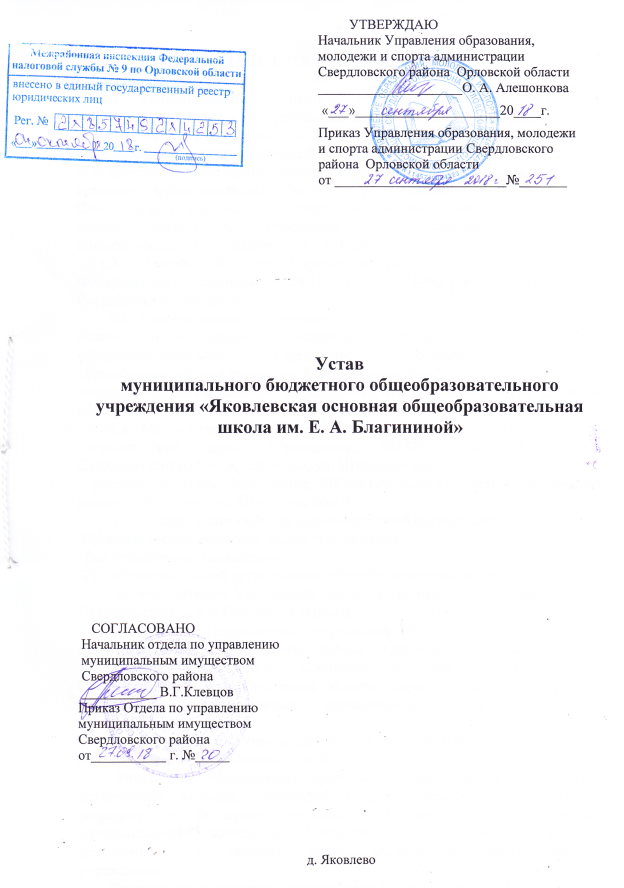 Межрайонная инспекция Федеральной
налоговой службы № 9 по Орловской области
внесено в единый государственный реестр
юридических лиц
Рег. № 2185749214253
20 18 г.
(подпись)
УТВЕРЖДАЮ
Начальник Управления образования,
молодежи и спорта администрации
Свердловского района Орловской области
О. А. Алешонкова
«27» сентября 20 18 г.
Приказ Управления образования, молодежи
и спорта администрации Свердловского
района Орловской области
от 27 сентября 2018 г №251
Устав
муниципального бюджетного общеобразовательного
учреждения «Яковлевская основная общеобразовательная
школа им. Е. А. Благининой»
СОГЛАСОВАНО
Начальник отдела по управлению
муниципальным имуществом
Свердловского района
В.Г.Клевцов
Приказ Отдела по управлению
муниципальным имуществом
Свердловского района
от 27.09.18 г. № 20
д. Яковлево